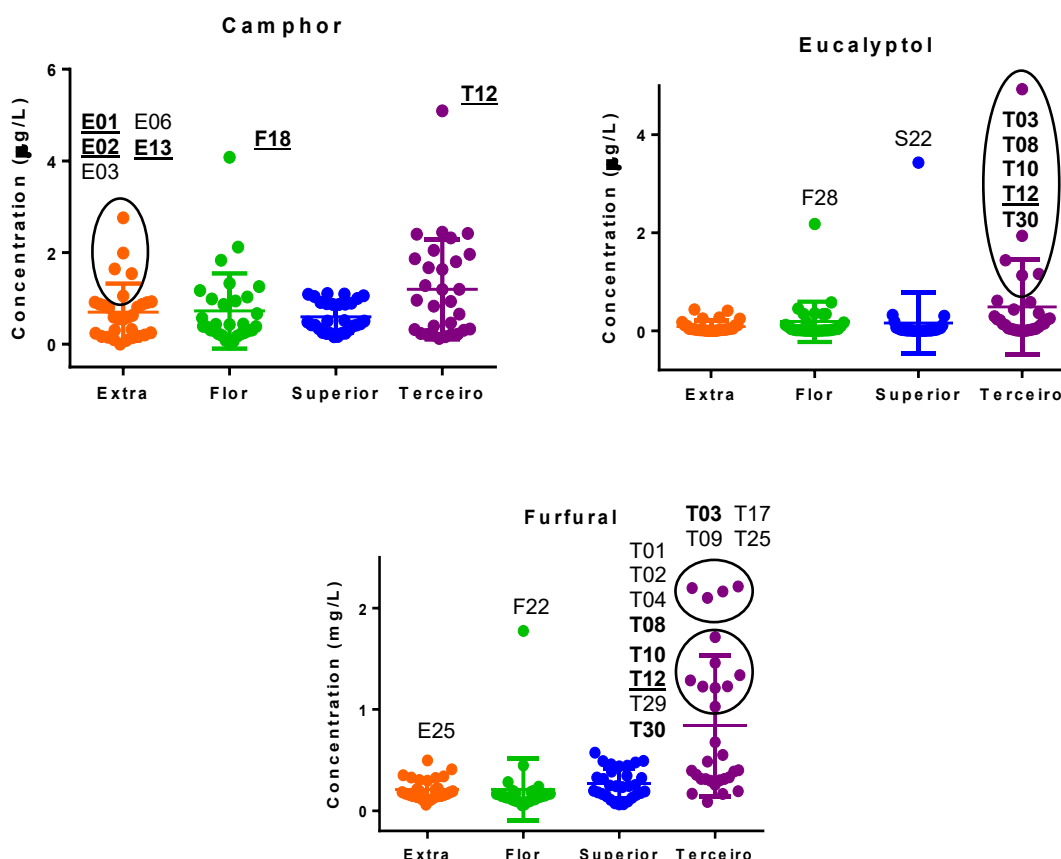 Camphor
Concentration (µg/L)
6
4
2
0
E01 E06
E02 E13
E03
F18
T12
Extra Flor Superior Terceiro
Eucalyptol
Concentration (µg/L)
4
2
0
F28
S22
T03
T08
T10
T12
T30
Extra Flor Superior Terceiro
Furfural
Concentration (mg/L)
2
1
0
E25
F22
T03 T17
T09 T25
T01
T02
T04
T08
T10
T12
T29
T30
Extra Flor Superior Terceiro